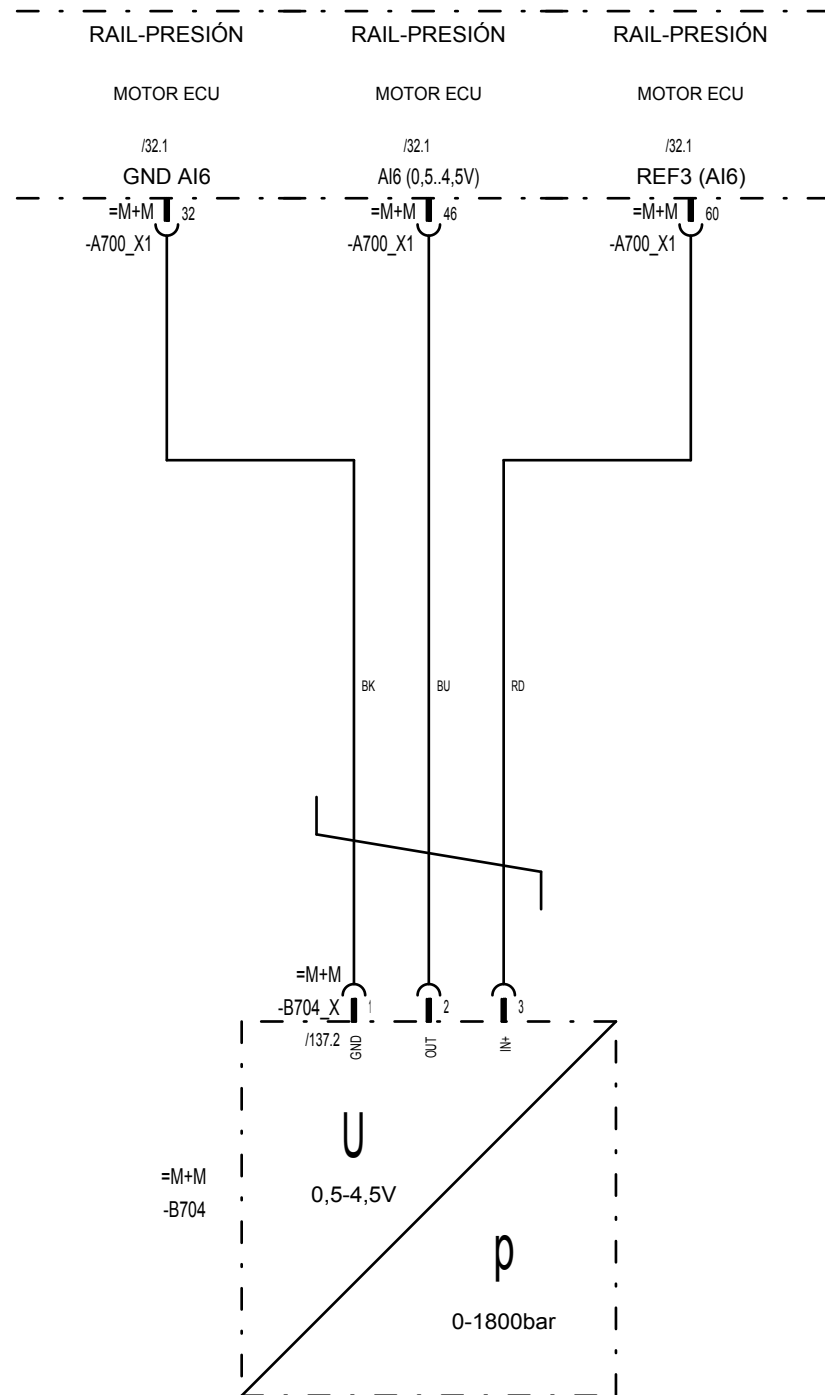 RAIL-PRESIÓN RAIL-PRESIÓN RAIL-PRESIÓN
MOTOR ECU MOTOR ECU MOTOR ECU
/32.1 /32.1 /32.1
GND AI6 AI6 (0,5..4,5V) REF3 (AI6)
=M+M 32 =M+M 46 =M+M 60
-A700_X1 -A700_X1 -A700_X1
BK BU RD
=M+M
-B704_X 1 2 3
/137.2 GND OUT IN+
U
0,5-4,5V
=M+M
-B704
p
0-1800bar